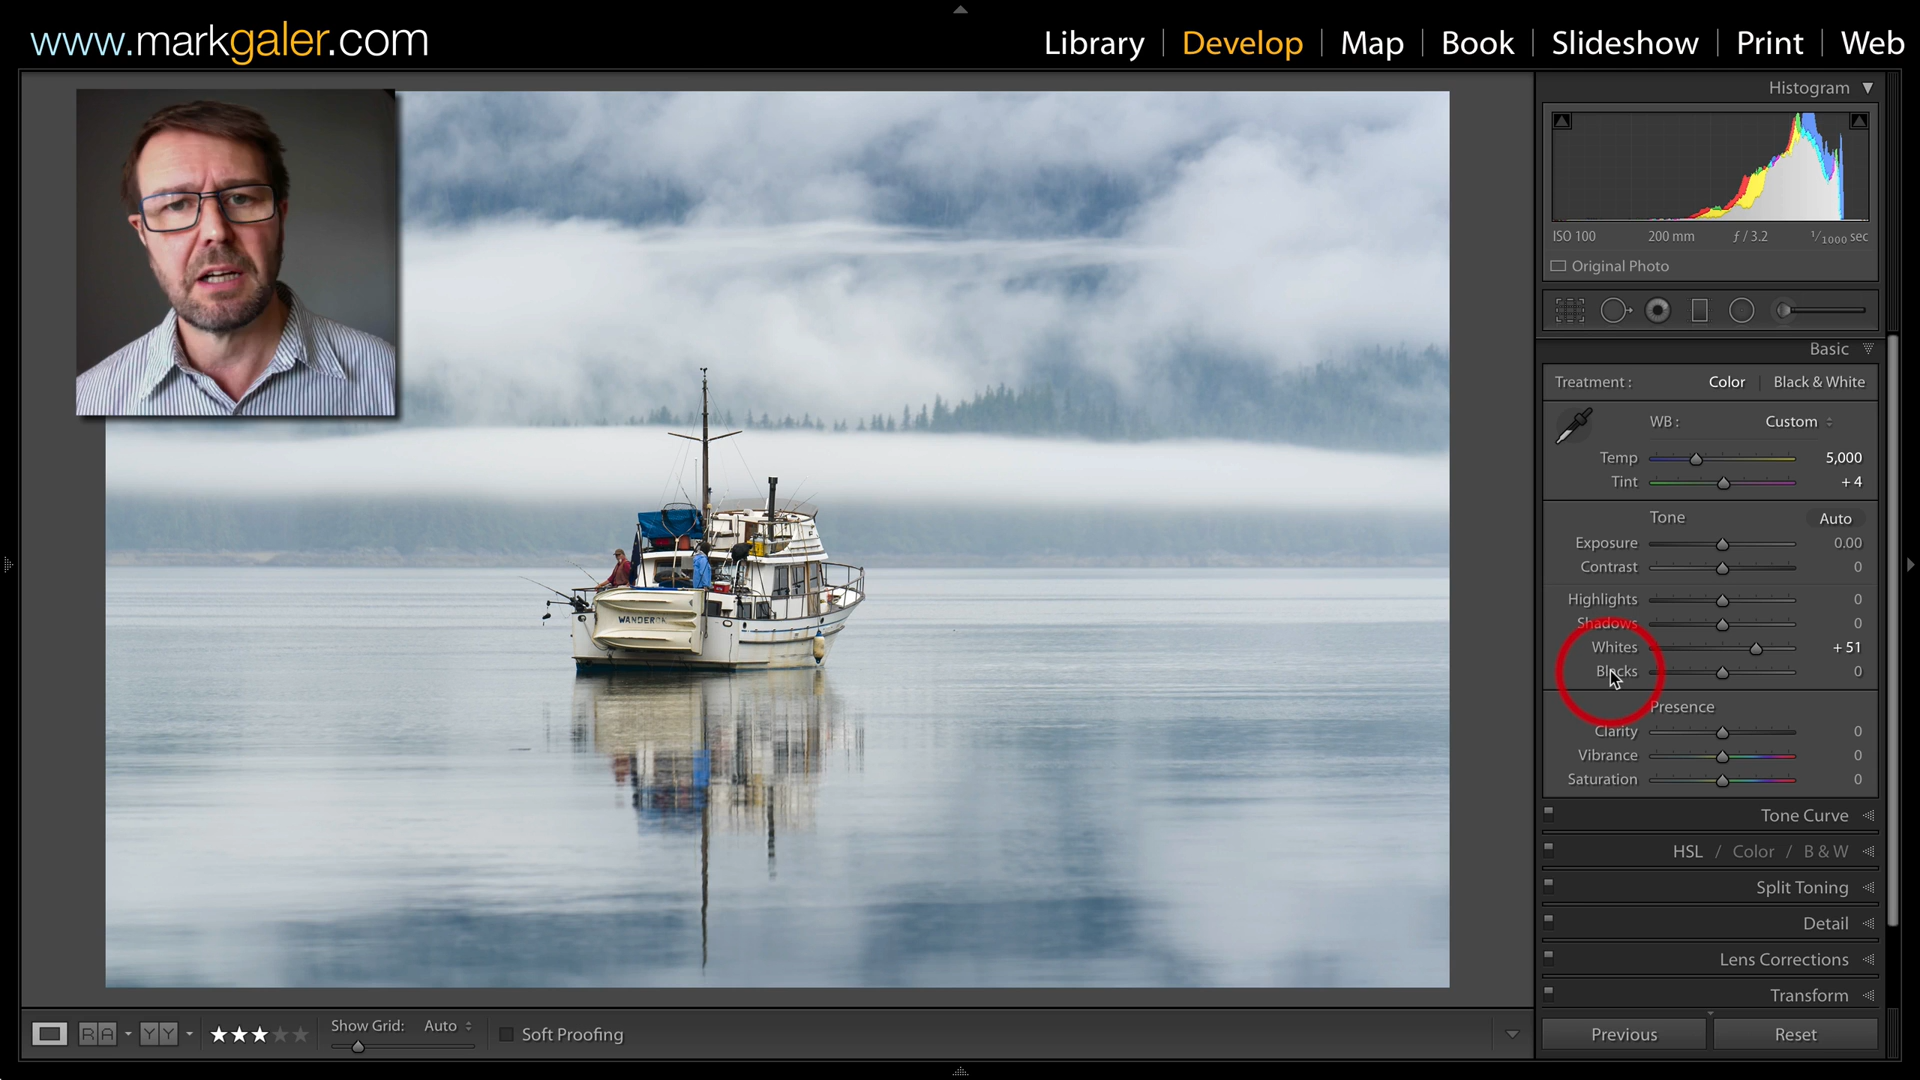 www.markgaler.com
Library | Develop | Map | Book | Slideshow | Print | Web
Histogram
ISO 100 200 mm ƒ / 3.2 1/1000 sec
Original Photo
Basic
Treatment : Color | Black & White
WB : Custom
Temp 5,000
Tint + 4
Tone Auto
Exposure 0.00
Contrast 0
Highlights 0
Shadows 0
Whites + 51
Blacks 0
Presence
Clarity 0
Vibrance 0
Saturation 0
Tone Curve
HSL / Color / B & W
Split Toning
Detail
Lens Corrections
Transform
Previous Reset
R A Y Y Show Grid: Auto Soft Proofing